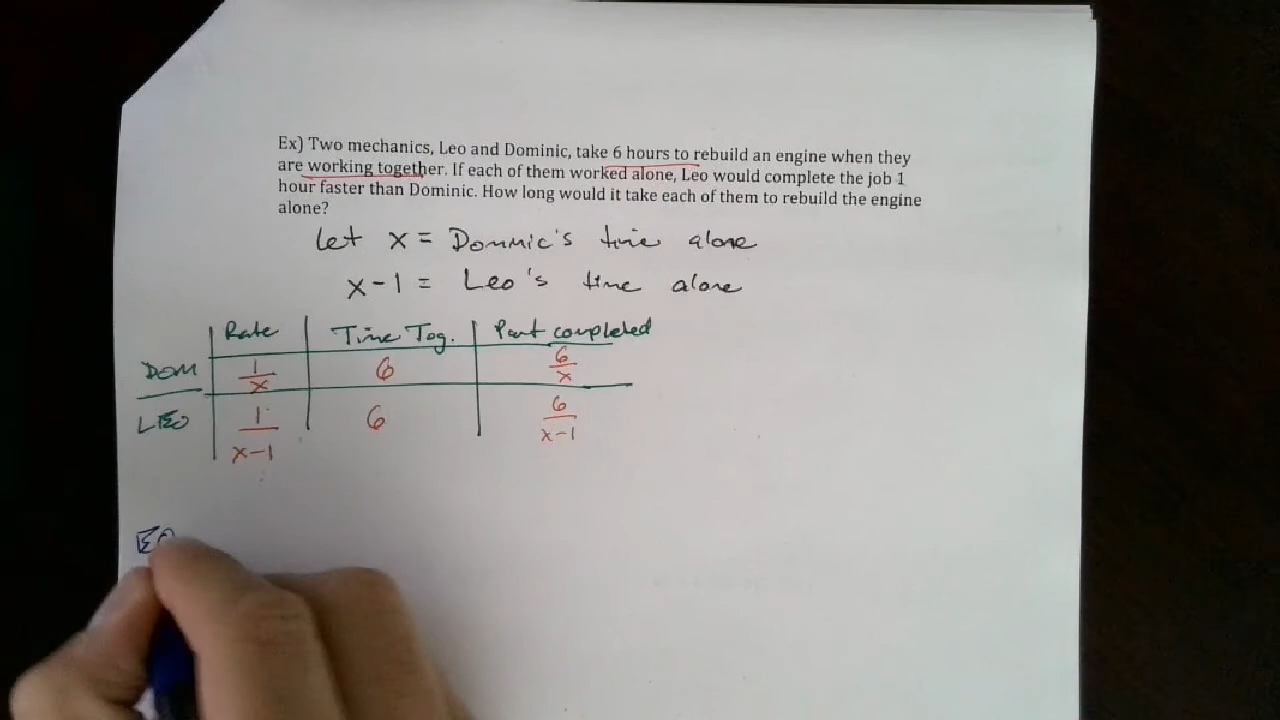 Ex) Two mechanics, Leo and Dominic, take 6 hours to rebuild an engine when they
are working together. If each of them worked alone, Leo would complete the job 1
hour faster than Dominic. How long would it take each of them to rebuild the engine
alone?
Let x = Dominic's time alone
x-1 = Leo's time alone
Rate Time Tog. Part completed
DOM 1/x 6 6/x
LEO 1/x-1 6 6/x-1
EQ